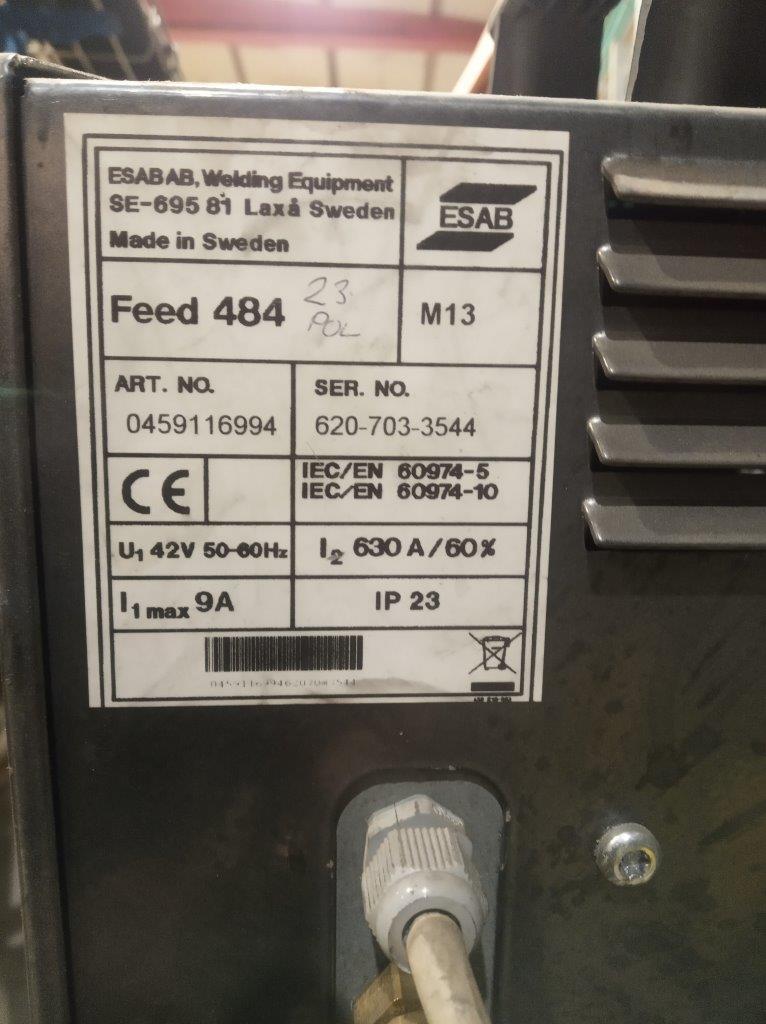 ESAB AB, Welding Equipment
SE-695 81 Laxå Sweden
Made in Sweden
ESAB
Feed 484
23
POL
M13
ART. NO.
0459116994
SER. NO.
620-703-3544
CE
IEC/EN 60974-5
IEC/EN 60974-10
U1 42V 50-60Hz
I2 630 A/60%
I1 max 9A
IP 23